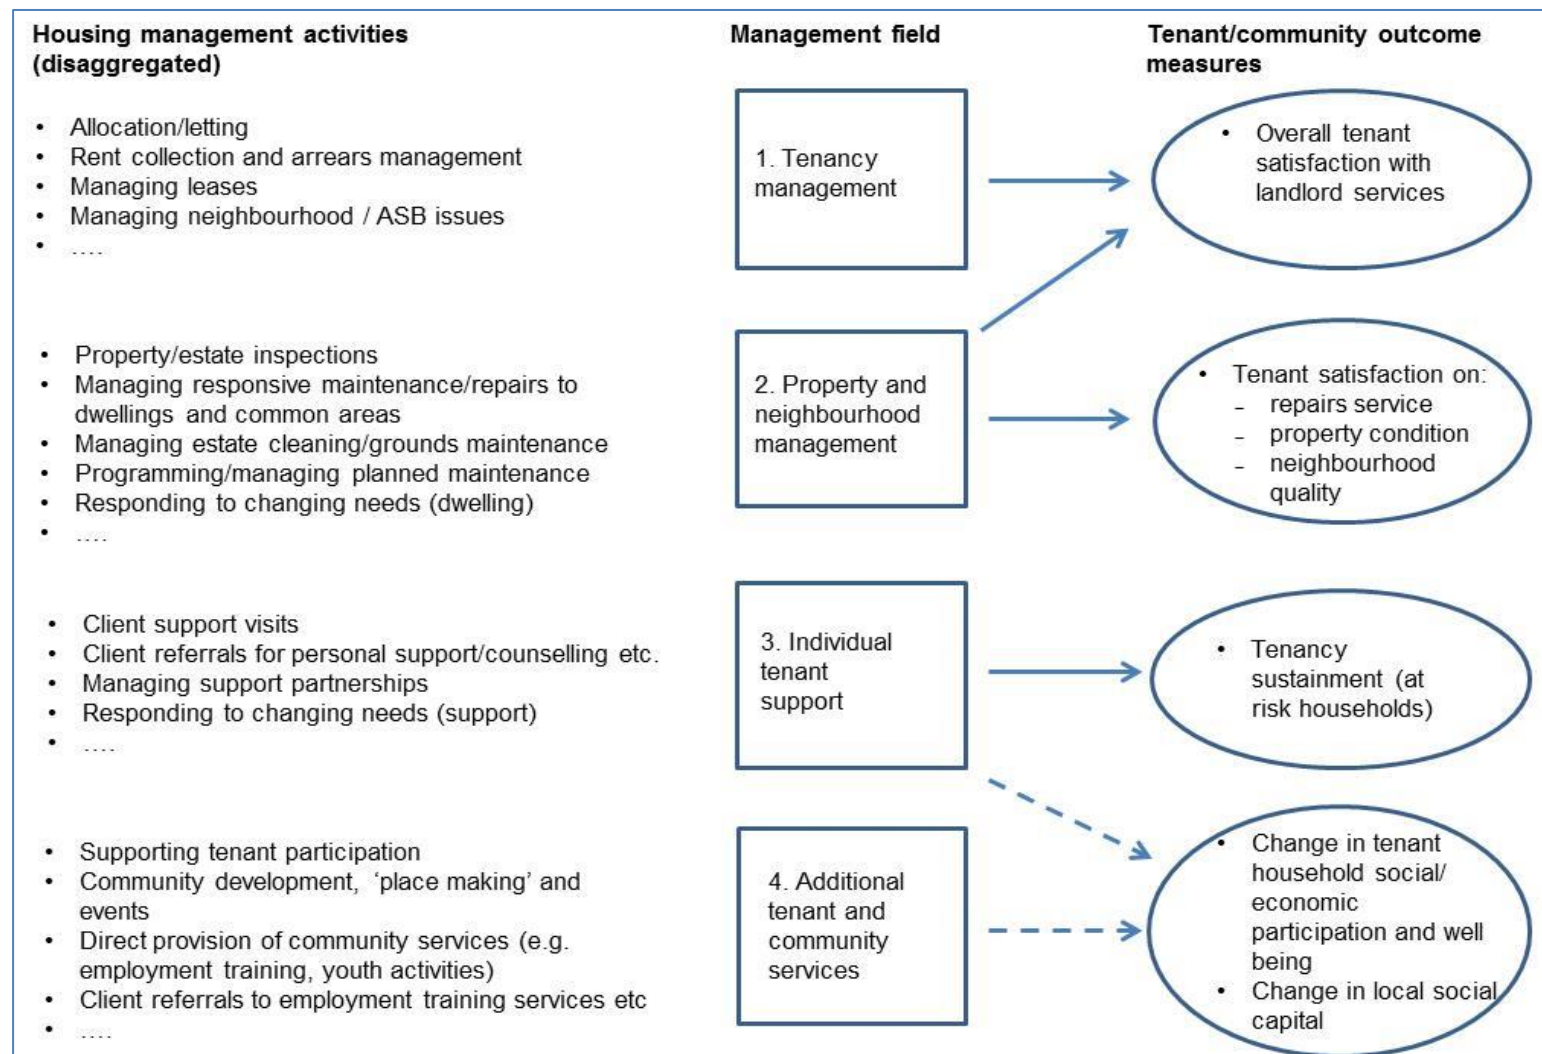 Housing management activities
(disaggregated)
Management field
Tenant/community outcome
measures
• Allocation/letting
• Rent collection and arrears management
• Managing leases
• Managing neighbourhood / ASB issues
• ….
1. Tenancy
management
• Overall tenant
satisfaction with
landlord services
• Property/estate inspections
• Managing responsive maintenance/repairs to
dwellings and common areas
• Managing estate cleaning/grounds maintenance
• Programming/managing planned maintenance
• Responding to changing needs (dwelling)
• ….
2. Property and
neighbourhood
management
• Tenant satisfaction on:
- repairs service
- property condition
- neighbourhood
quality
• Client support visits
• Client referrals for personal support/counselling etc.
• Managing support partnerships
• Responding to changing needs (support)
• ….
3. Individual
tenant
support
• Tenancy
sustainment (at
risk households)
• Supporting tenant participation
• Community development, ‘place making’ and
events
• Direct provision of community services (e.g.
employment training, youth activities)
• Client referrals to employment training services etc
• ….
4. Additional
tenant and
community
services
• Change in tenant
household social/
economic
participation and well
being
• Change in local social
capital